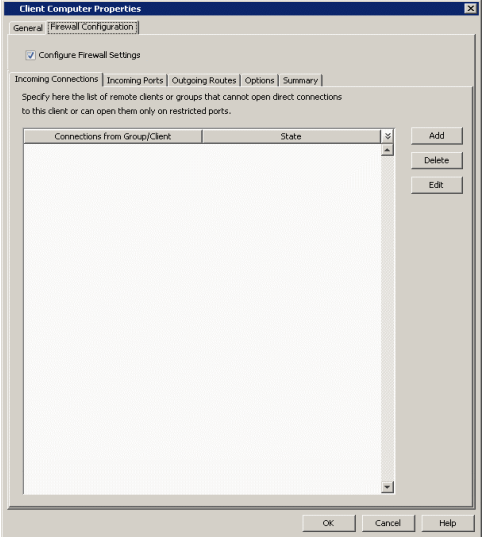 Client Computer Properties
General Firewall Configuration
Configure Firewall Settings
Incoming Connections Incoming Ports Outgoing Routes Options Summary
Specify here the list of remote clients or groups that cannot open direct connections
to this client or can open them only on restricted ports.
Connections from Group/Client State Add
Delete
Edit
OK Cancel Help